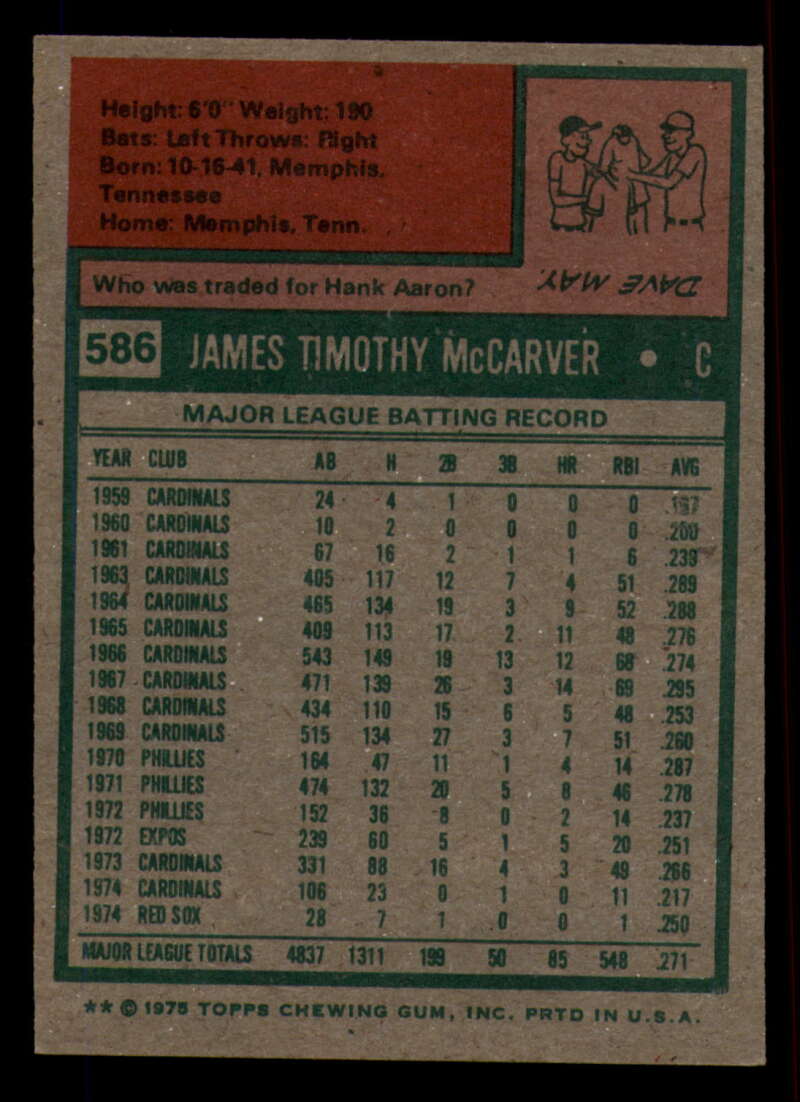 Height: 6'0" Weight: 190
Bats: Left Throws: Right
Born: 10-16-41, Memphis,
Tennessee
Home: Memphis, Tenn.
Who was traded for Hank Aaron?
DAVE MAY.
586 JAMES TIMOTHY McCARVER • C
MAJOR LEAGUE BATTING RECORD
YEAR CLUB AB H 2B 3B HR RBI AVG
1959 CARDINALS 24 4 1 0 0 0 .167
1960 CARDINALS 10 2 0 0 0 0 .200
1961 CARDINALS 67 16 2 1 1 6 .239
1963 CARDINALS 405 117 12 7 4 51 .289
1964 CARDINALS 465 134 19 3 9 52 .288
1965 CARDINALS 409 113 17 2 11 48 .276
1966 CARDINALS 543 149 19 13 12 68 .274
1967 CARDINALS 471 139 26 3 14 69 .295
1968 CARDINALS 434 110 15 6 5 48 .253
1969 CARDINALS 515 134 27 3 7 51 .260
1970 PHILLIES 164 47 11 1 4 14 .287
1971 PHILLIES 474 132 20 5 8 46 .278
1972 PHILLIES 152 36 8 0 2 14 .237
1972 EXPOS 239 60 5 1 5 20 .251
1973 CARDINALS 331 88 16 4 3 49 .266
1974 CARDINALS 106 23 0 1 0 11 .217
1974 RED SOX 28 7 1 0 0 1 .250
MAJOR LEAGUE TOTALS 4837 1311 199 50 85 548 .271
** © 1975 TOPPS CHEWING GUM, INC. PRTD IN U.S.A.